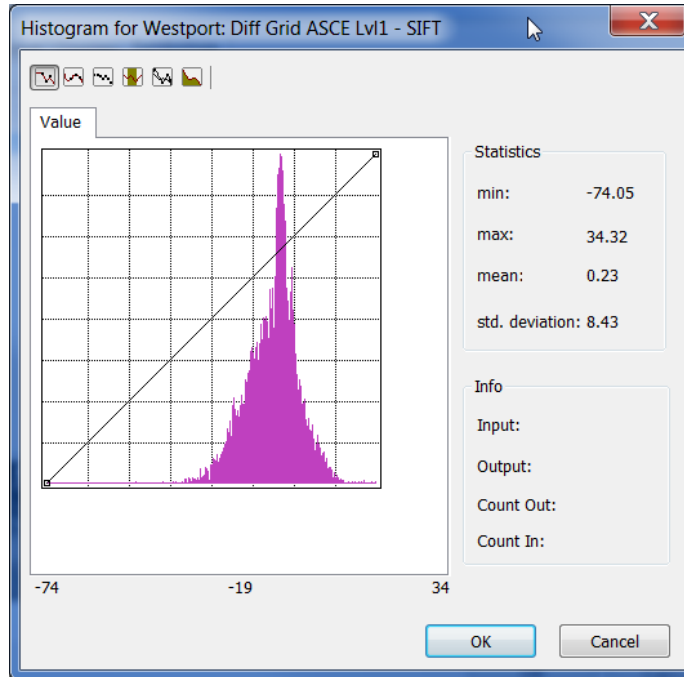 Histogram for Westport: Diff Grid ASCE Lvl1 - SIFT
Value
Statistics
min: -74.05
max: 34.32
mean: 0.23
std. deviation: 8.43
Info
Input:
Output:
Count Out:
Count In:
-74 -19 34
OK Cancel